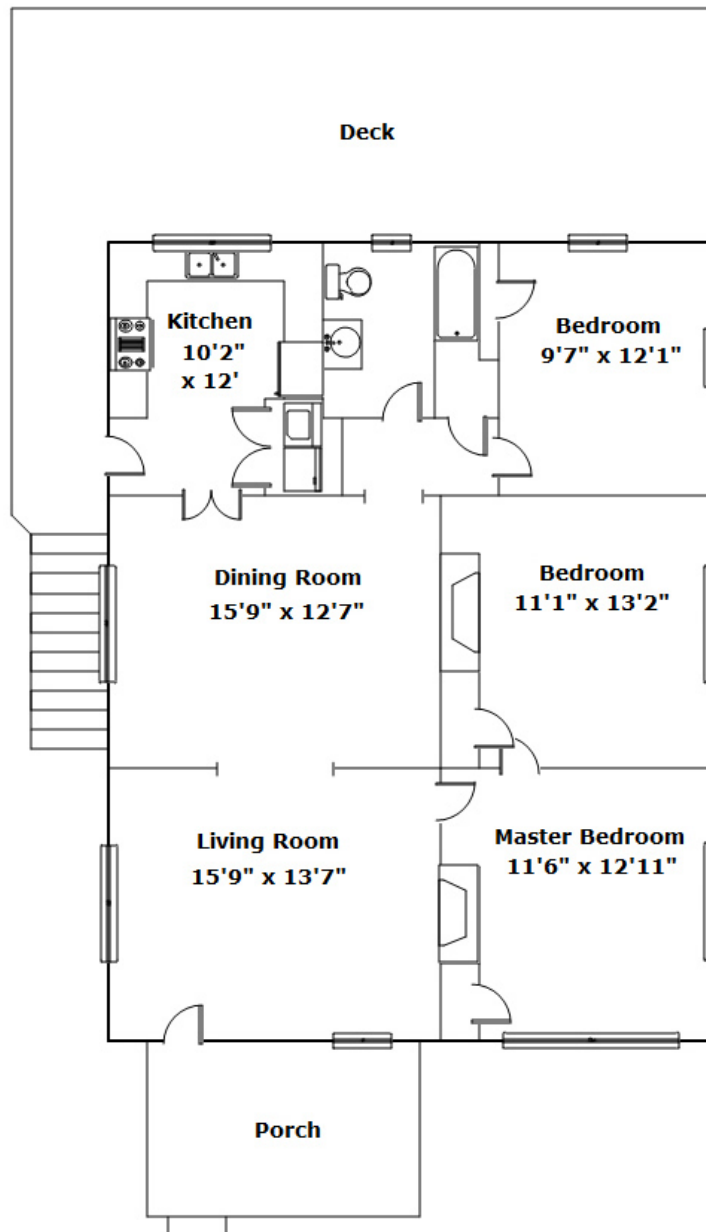 Deck
Kitchen
10'2"
x 12'
Bedroom
9'7" x 12'1"
Dining Room
15'9" x 12'7"
Bedroom
11'1" x 13'2"
Living Room
15'9" x 13'7"
Master Bedroom
11'6" x 12'11"
Porch